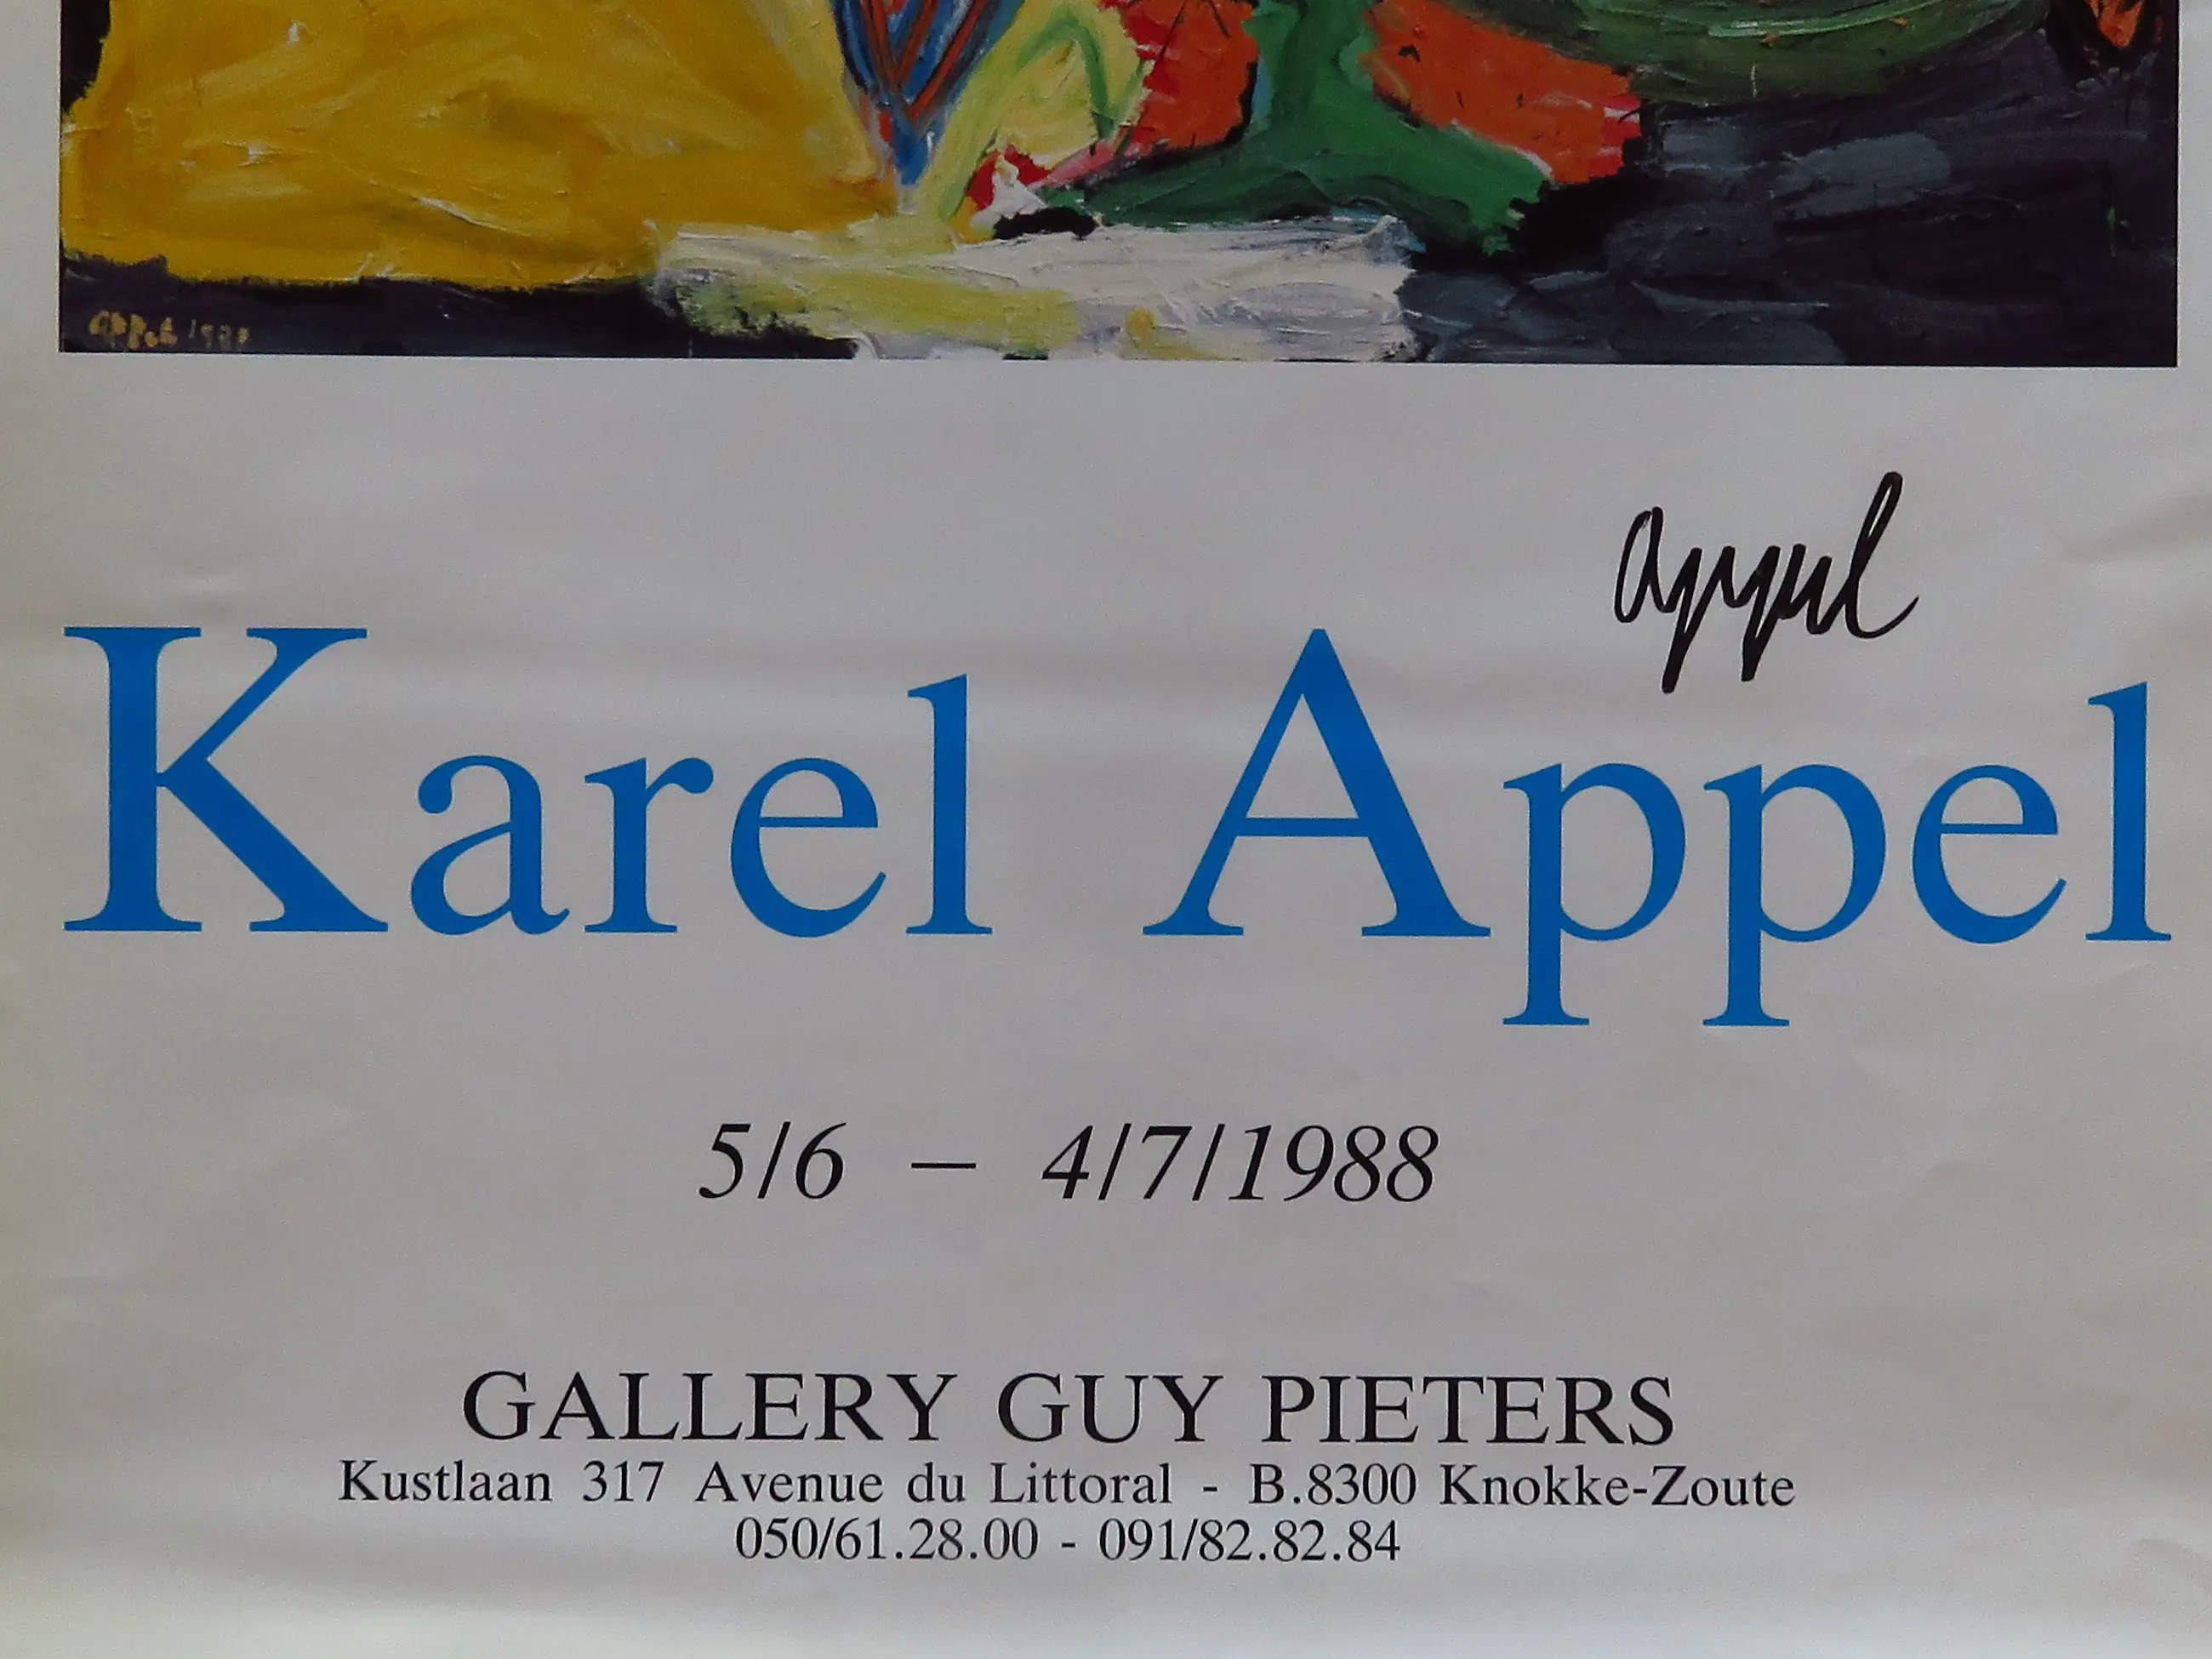 appel
Karel Appel
5/6 – 4/7/1988
GALLERY GUY PIETERS
Kustlaan 317 Avenue du Littoral - B.8300 Knokke-Zoute
050/61.28.00 - 091/82.82.84